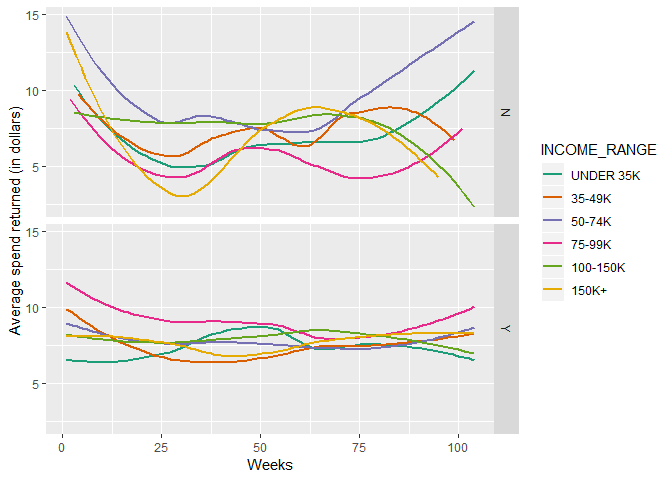 15
10
5
N
15
10
5
Y
0
25
50
75
100
Weeks
Average spend returned (in dollars)
INCOME_RANGE
UNDER 35K
35-49K
50-74K
75-99K
100-150K
150K+